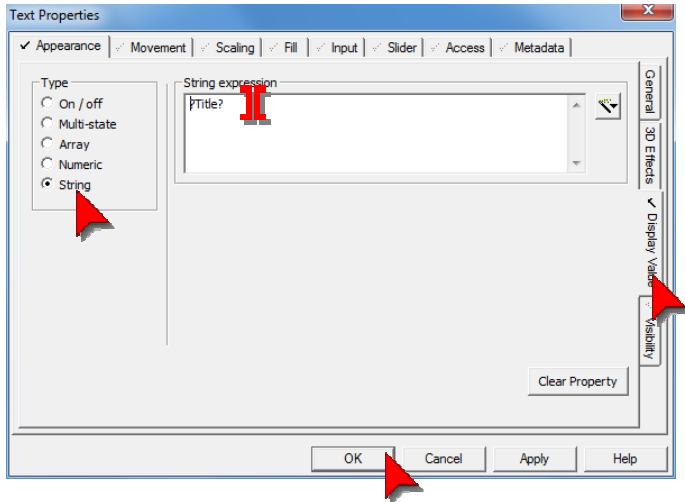 Text Properties
Appearance Movement Scaling Fill Input Slider Access Metadata
Type
On / off
Multi-state
Array
Numeric
String
String expression
?Title?
General
3D Effects
Display Value
Visibility
Clear Property
OK Cancel Apply Help